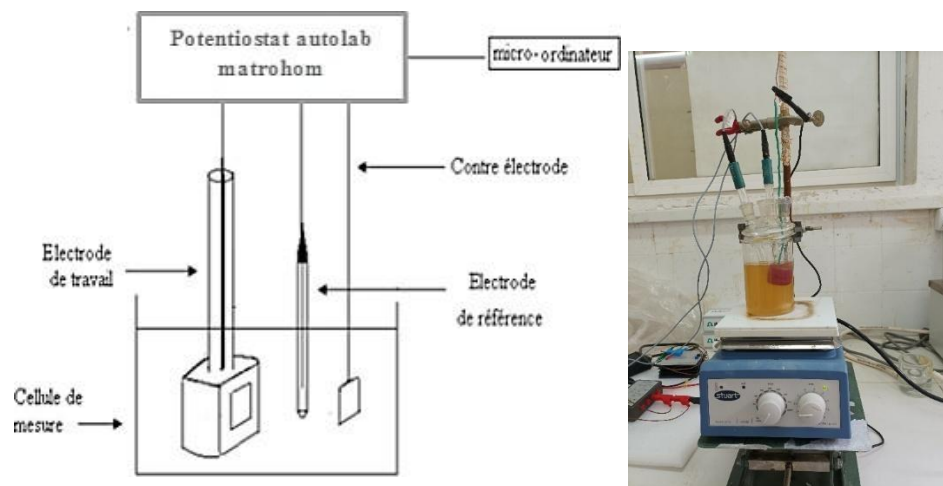 Potentiostat autolab
matrohom
micro-ordinateur
Contre électrode
Electrode
de travail
Electrode
de référence
Cellule de
mesure
stuart